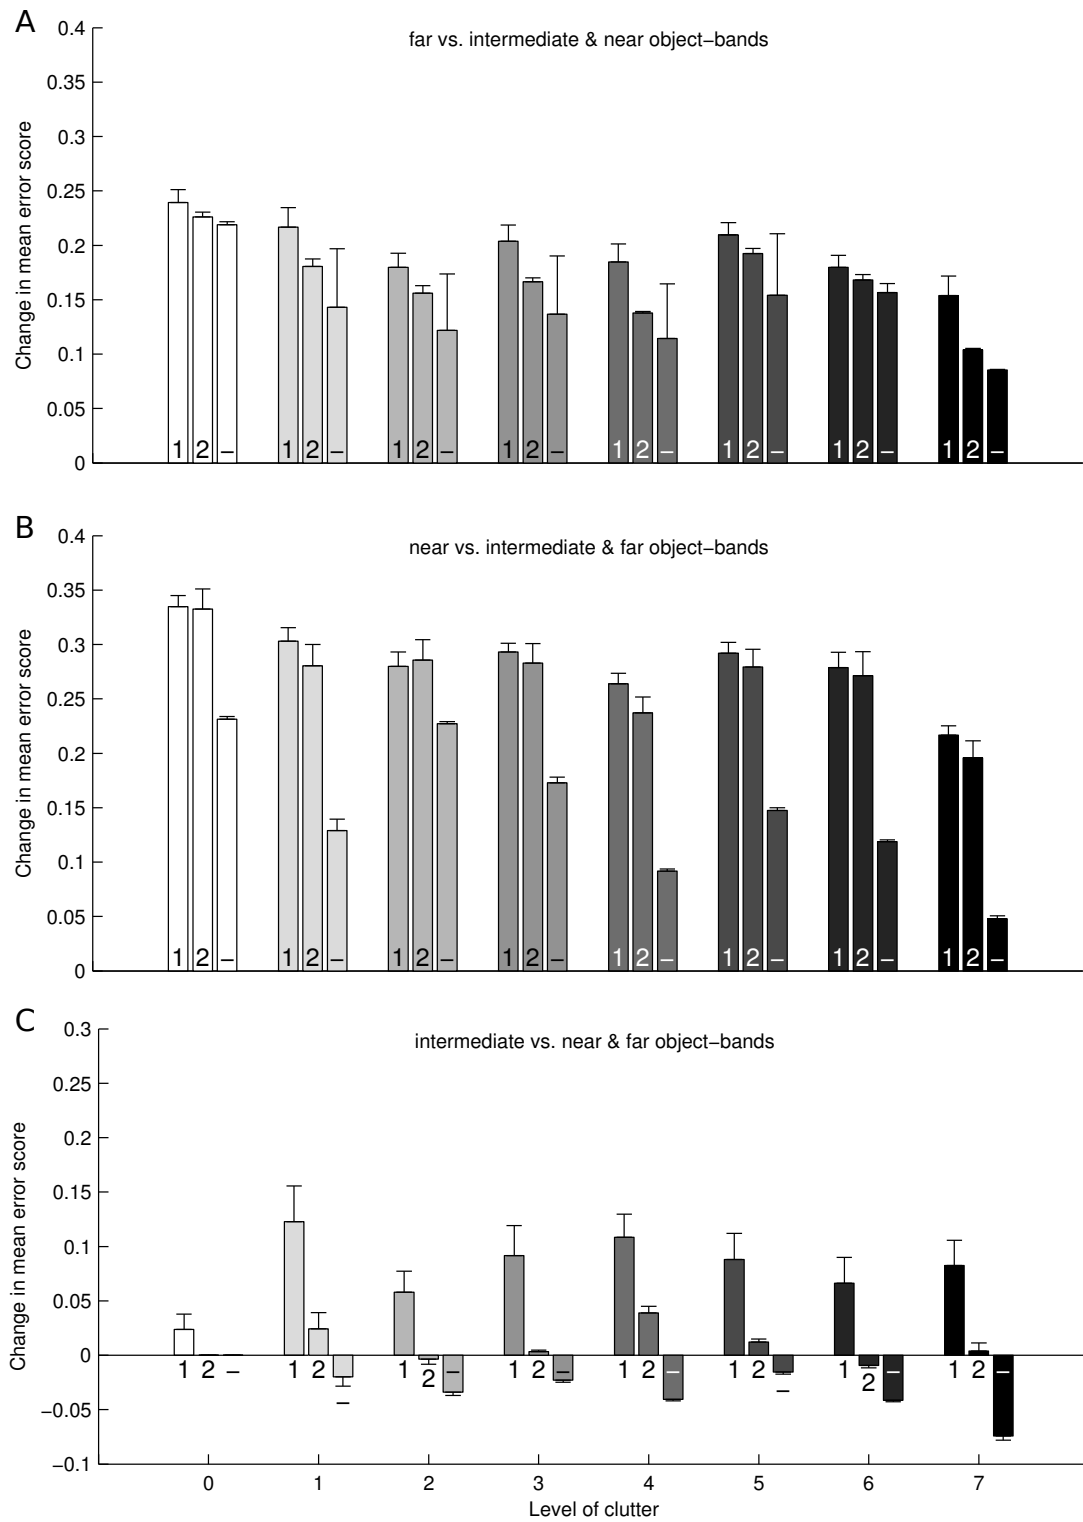 A
far vs. intermediate & near object−bands
Change in mean error score
0.4
0.35
0.3
0.25
0.2
0.15
0.1
0.05
0
1 2 − 1 2 − 1 2 − 1 2 − 1 2 − 1 2 − 1 2 − 1 2 −
B
near vs. intermediate & far object−bands
Change in mean error score
0.4
0.35
0.3
0.25
0.2
0.15
0.1
0.05
0
1 2 − 1 2 − 1 2 − 1 2 − 1 2 − 1 2 − 1 2 − 1 2 −
C
intermediate vs. near & far object−bands
Change in mean error score
0.3
0.25
0.2
0.15
0.1
0.05
0
−0.05
−0.1
1 2 − 1 2 − 1 2 − 1 2 − 1 2 − 1 2 − 1 2 − 1 2 −
0 1 2 3 4 5 6 7
Level of clutter